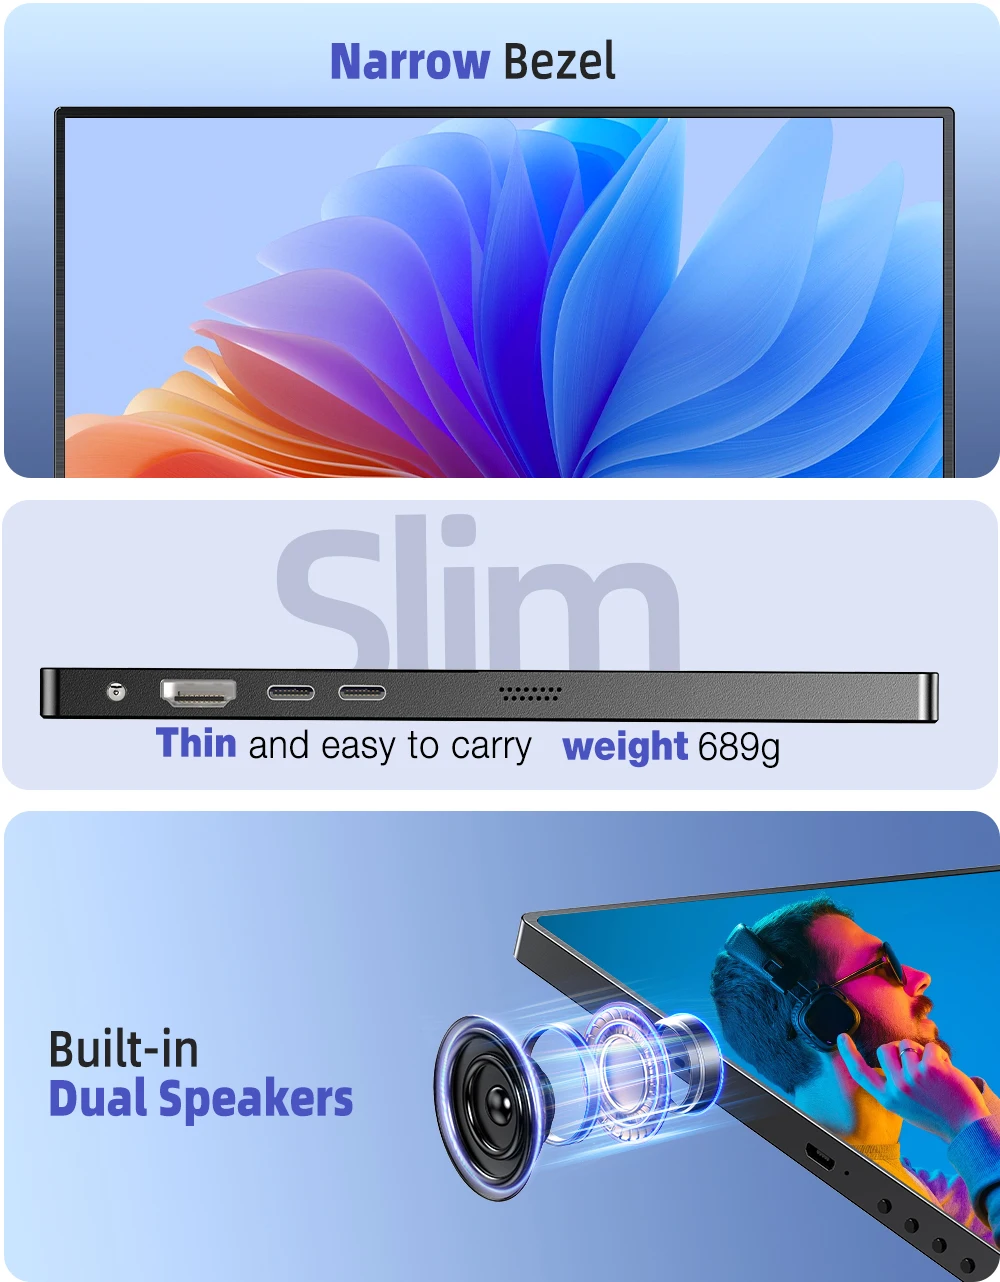 Narrow Bezel
Slim
Thin and easy to carry weight 689g
Built-in
Dual Speakers